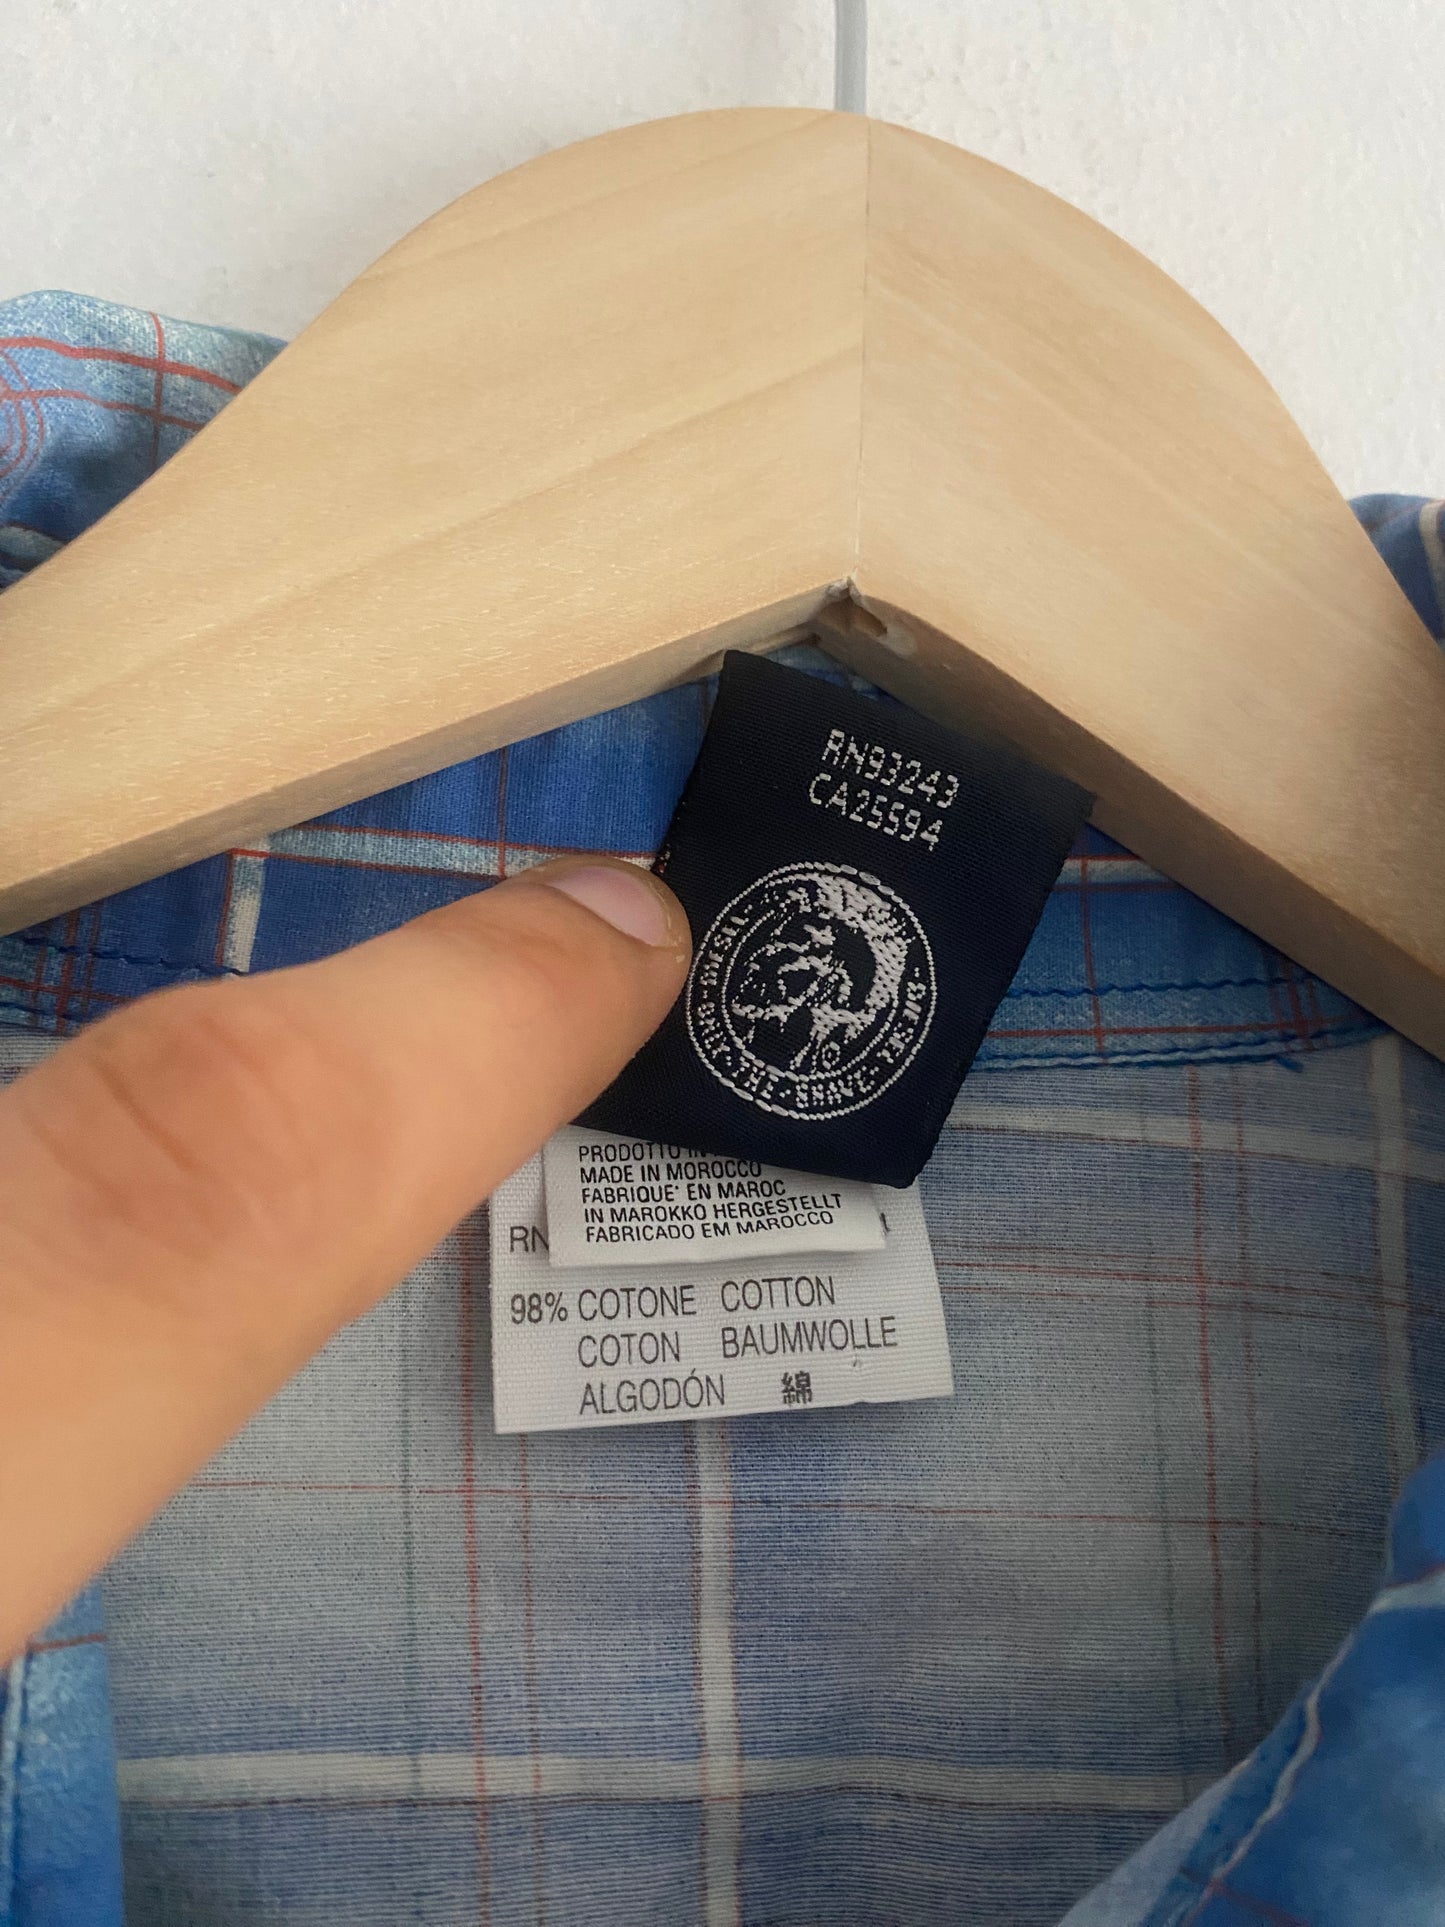 RN93243
CA25594
DIESEL · ONLY · THE · BRAVE
PRODOTTO IN
MADE IN MOROCCO
FABRIQUE' EN MAROC
IN MAROKKO HERGESTELLT
FABRICADO EM MAROCCO
RN
98% COTONE COTTON
COTON BAUMWOLLE
ALGODÓN 綿